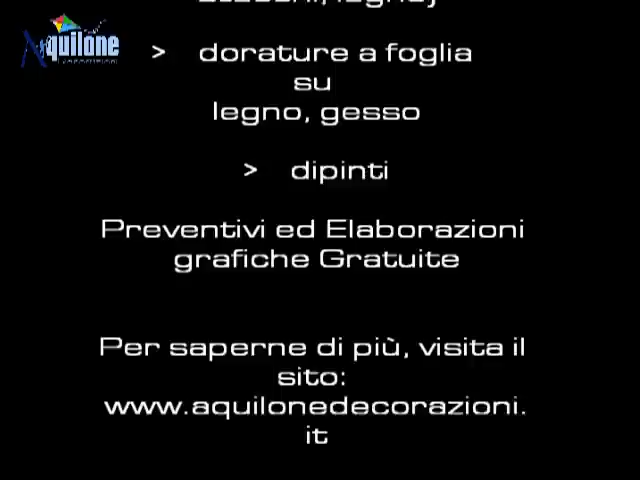 Aquilone
> dorature a foglia
su
legno, gesso
> dipinti
Preventivi ed Elaborazioni
grafiche Gratuite
Per saperne di più, visita il
sito:
www.aquilonedecorazioni.
it